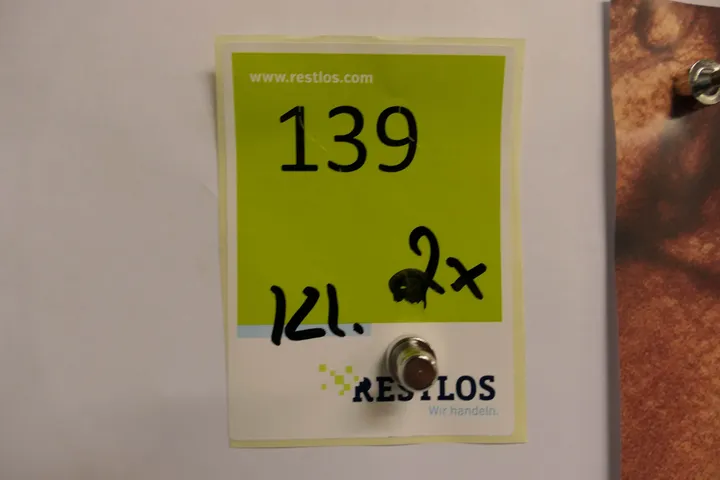 www.restlos.com
139
2x
Kl.
RESTLOS
Wir handeln.